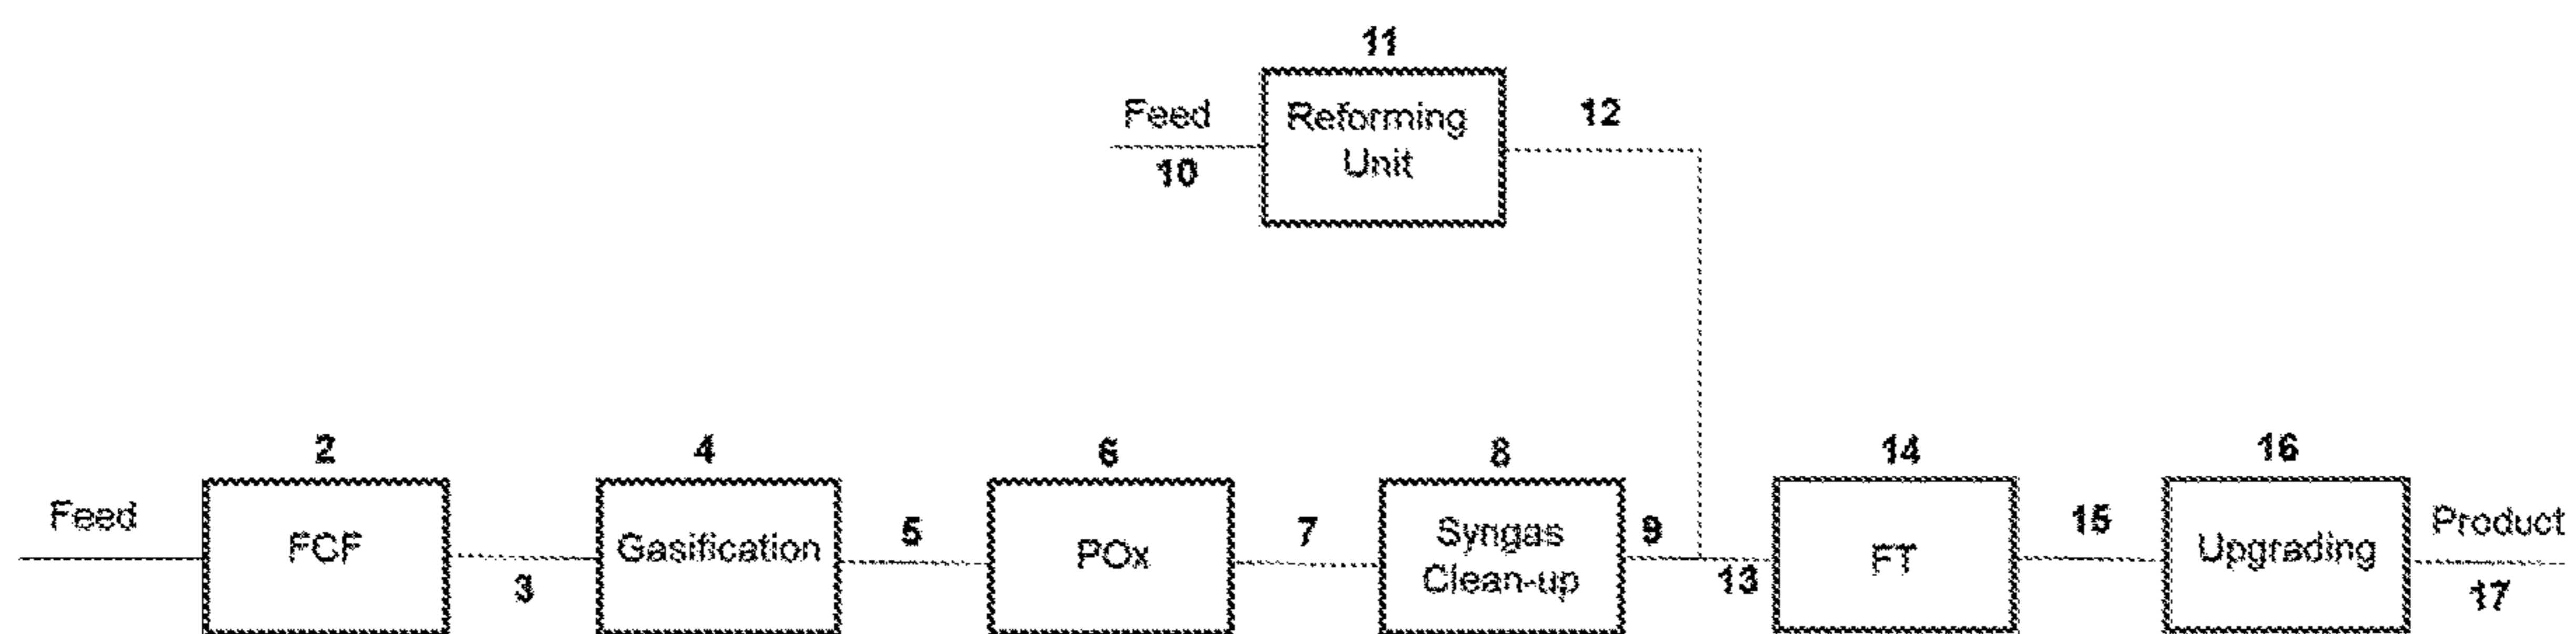 11
Feed
Reforming
Unit
12
10
2
4
6
8
14
16
Feed
FCF
3
Gasification
5
POx
7
Syngas
Clean-up
9
13
FT
15
Upgrading
Product
17